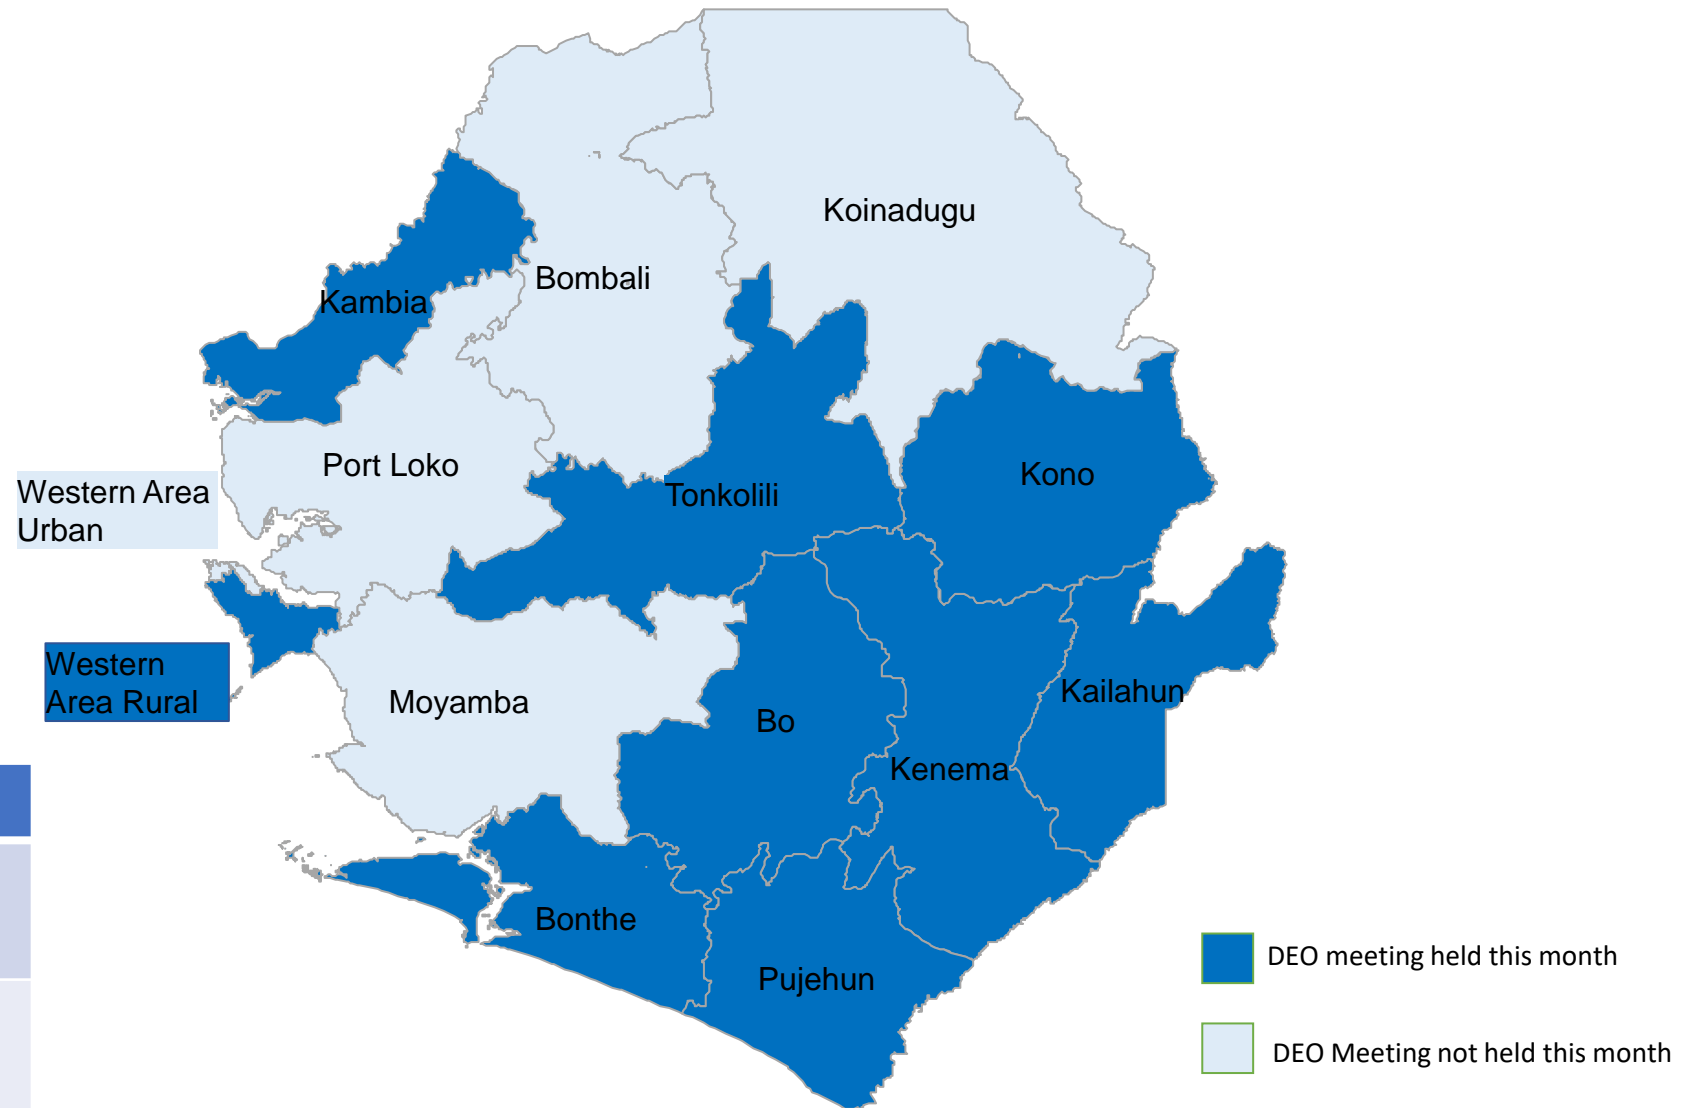 Koinadugu
Bombali
Kambia
Port Loko
Kono
Western Area
Urban
Tonkolili
Western
Area Rural
Moyamba
Kailahun
Bo
Kenema
Bonthe
DEO meeting held this month
Pujehun
DEO Meeting not held this month